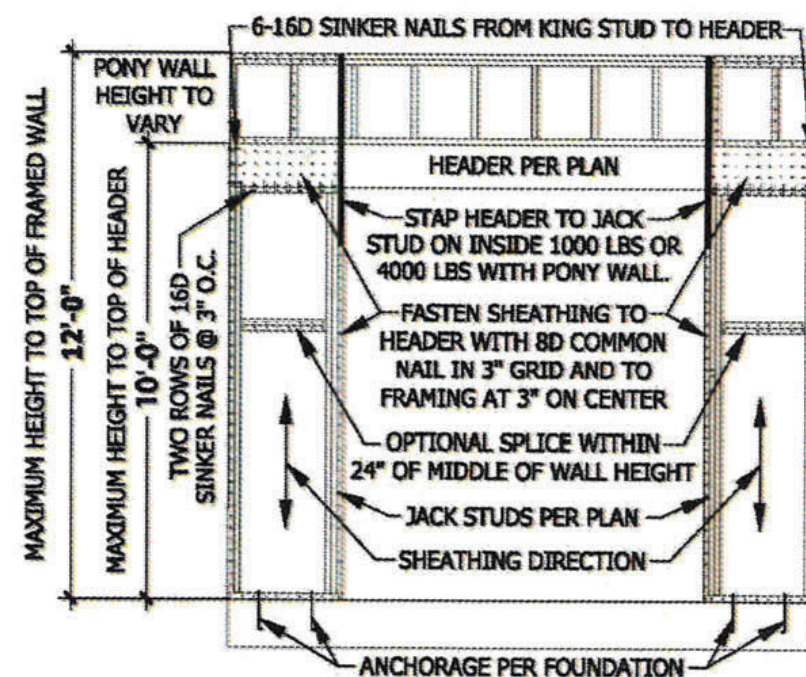 6-16D SINKER NAILS FROM KING STUD TO HEADER
PONY WALL
HEIGHT TO
VARY
MAXIMUM HEIGHT TO TOP OF FRAMED WALL
12'-0"
MAXIMUM HEIGHT TO TOP OF HEADER
10'-0"
TWO ROWS OF 16D
SINKER NAILS @ 3" O.C.
HEADER PER PLAN
STAP HEADER TO JACK
STUD ON INSIDE 1000 LBS OR
4000 LBS WITH PONY WALL.
FASTEN SHEATHING TO
HEADER WITH 8D COMMON
NAIL IN 3" GRID AND TO
FRAMING AT 3" ON CENTER
OPTIONAL SPLICE WITHIN
24" OF MIDDLE OF WALL HEIGHT
JACK STUDS PER PLAN
SHEATHING DIRECTION
ANCHORAGE PER FOUNDATION